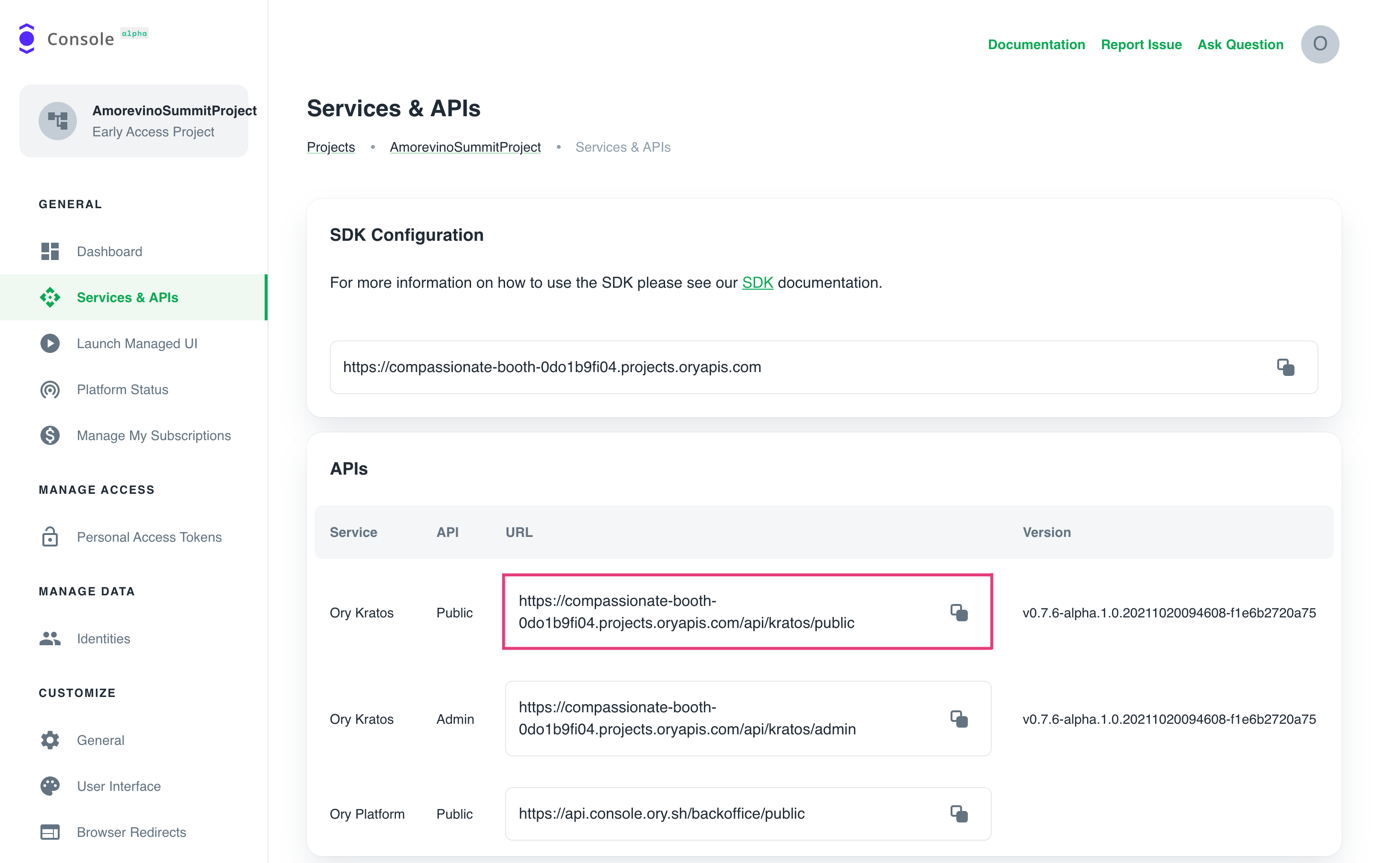 Console alpha
AmorevinoSummitProject
Early Access Project
GENERAL
Dashboard
Services & APIs
Launch Managed UI
Platform Status
Manage My Subscriptions
MANAGE ACCESS
Personal Access Tokens
MANAGE DATA
Identities
CUSTOMIZE
General
User Interface
Browser Redirects
Documentation Report Issue Ask Question O
Services & APIs
Projects • AmorevinoSummitProject • Services & APIs
SDK Configuration
For more information on how to use the SDK please see our SDK documentation.
https://compassionate-booth-0do1b9fi04.projects.oryapis.com
APIs
Service API URL Version
Ory Kratos Public https://compassionate-booth-
0do1b9fi04.projects.oryapis.com/api/kratos/public v0.7.6-alpha.1.0.20211020094608-f1e6b2720a75
Ory Kratos Admin https://compassionate-booth-
0do1b9fi04.projects.oryapis.com/api/kratos/admin v0.7.6-alpha.1.0.20211020094608-f1e6b2720a75
Ory Platform Public https://api.console.ory.sh/backoffice/public